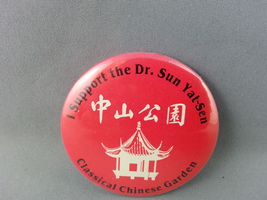 I Support the Dr. Sun Yat-Sen
中山公園
Classical Chinese Garden